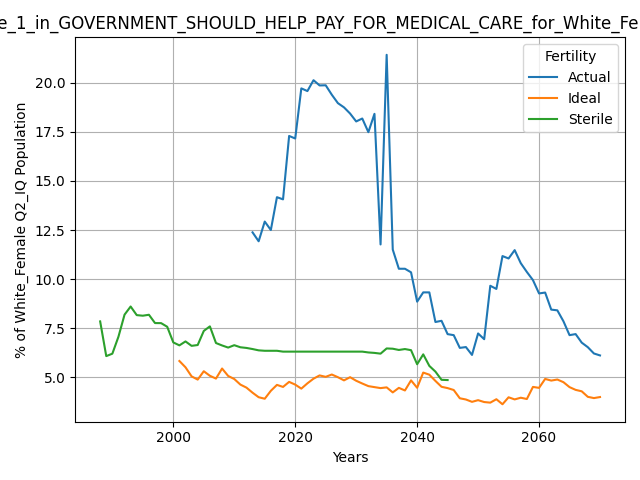 e_1_in_GOVERNMENT_SHOULD_HELP_PAY_FOR_MEDICAL_CARE_for_White_Fe
Fertility
Actual
Ideal
Sterile
% of White_Female Q2_IQ Population
20.0
17.5
15.0
12.5
10.0
7.5
5.0
2000
2020
2040
2060
Years